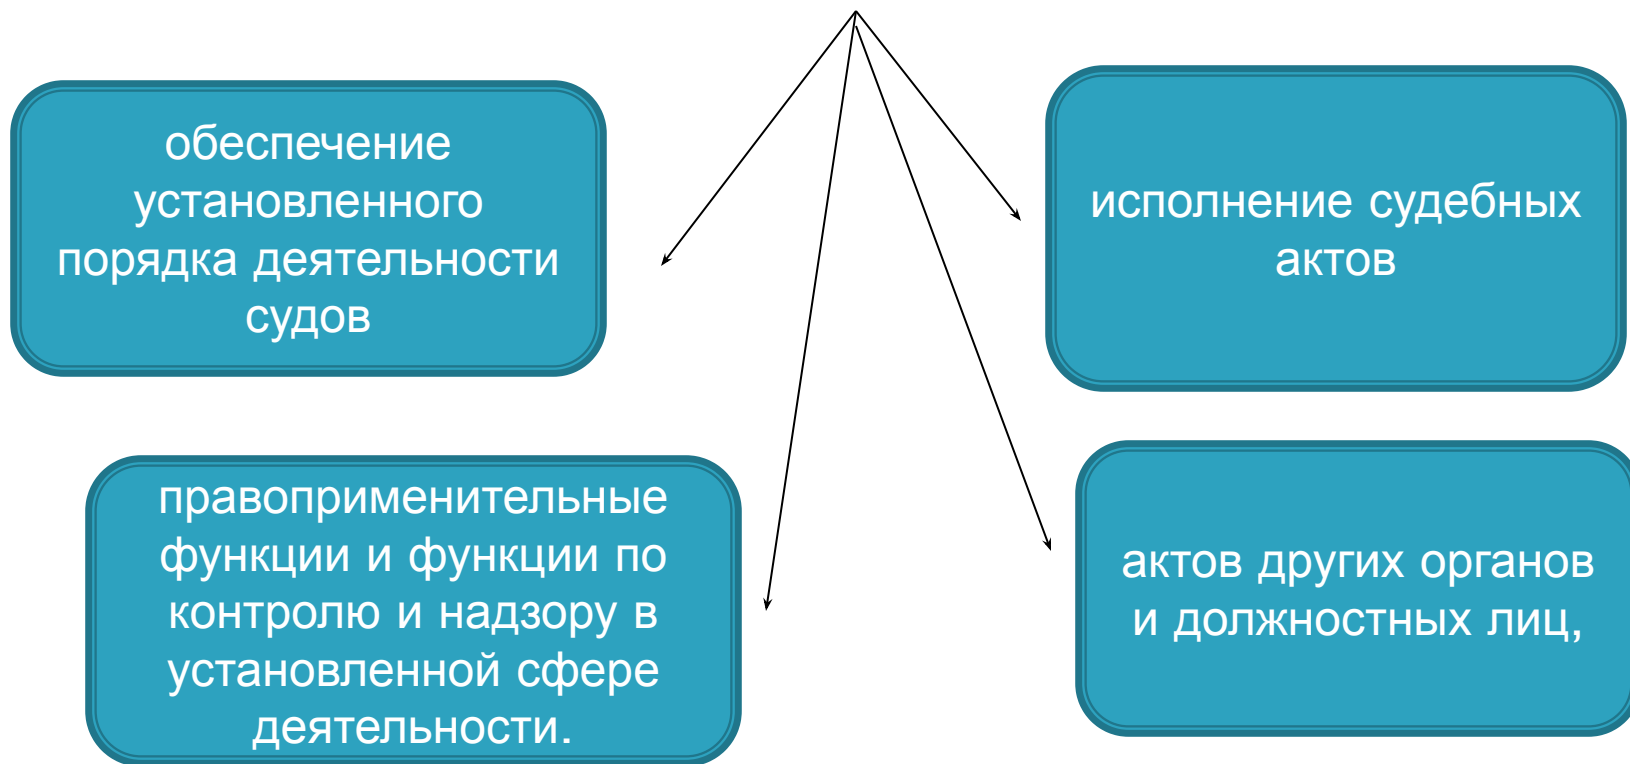 обеспечение
установленного
порядка деятельности
судов
исполнение судебных
актов
правоприменительные
функции и функции по
контролю и надзору в
установленной сфере
деятельности.
актов других органов
и должностных лиц,